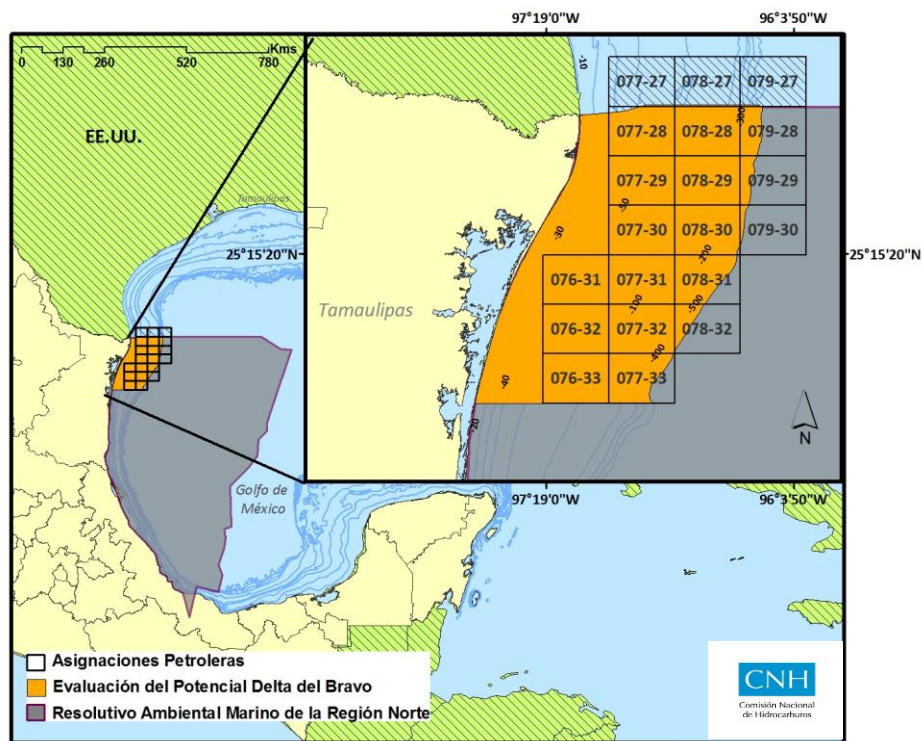 97°19'0"W 96°3'50"W
Kms
0 130 260 520 780
EE.UU.
Tamaulipas
25°15'20"N
25°15'20"N
-10
077-27 078-27 079-27
-300
077-28 078-28 079-28
077-29 078-29 079-29
-50
-30
077-30 078-30 079-30
-200
076-31 077-31 078-31
Tamaulipas
-100
-500
076-32 077-32 078-32
-400
-40
076-33 077-33
-20
N
97°19'0"W 96°3'50"W
Golfo de
México
Asignaciones Petroleras
Evaluación del Potencial Delta del Bravo
Resolutivo Ambiental Marino de la Región Norte
CNH
Comisión Nacional
de Hidrocarburos